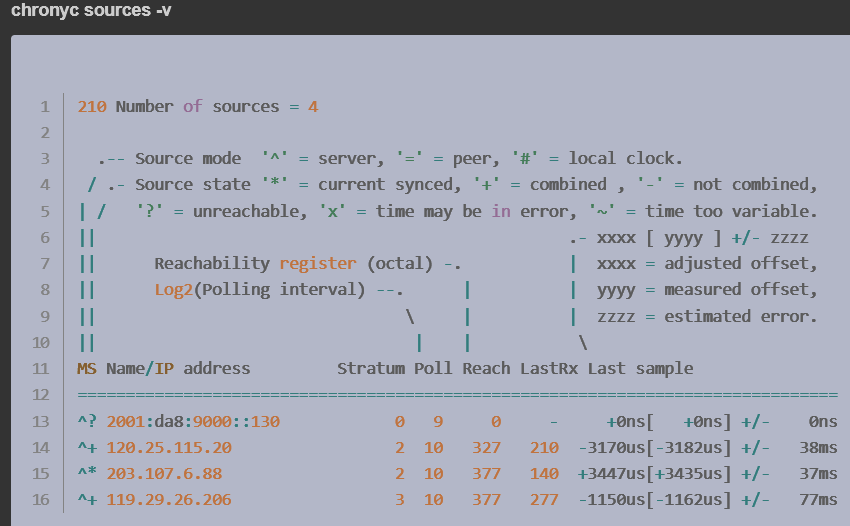 chronyc sources -v
1 210 Number of sources = 4
2
3   .-- Source mode  '^' = server, '=' = peer, '#' = local clock.
4  / .- Source state '*' = current synced, '+' = combined , '-' = not combined,
5 | /   '?' = unreachable, 'x' = time may be in error, '~' = time too variable.
6 ||                                                 .- xxxx [ yyyy ] +/- zzzz
7 ||      Reachability register (octal) -.           |  xxxx = adjusted offset,
8 ||      Log2(Polling interval) --.      |          |  yyyy = measured offset,
9 ||                                \     |          |  zzzz = estimated error.
10 ||                                 |    |           \
11 MS Name/IP address         Stratum Poll Reach LastRx Last sample
12 ===============================================================================
13 ^? 2001:da8:9000::130            0   9     0     -     +0ns[   +0ns] +/-    0ns
14 ^+ 120.25.115.20                 2  10   327   210  -3170us[-3182us] +/-   38ms
15 ^* 203.107.6.88                  2  10   377   140  +3447us[+3435us] +/-   37ms
16 ^+ 119.29.26.206                 3  10   377   277  -1150us[-1162us] +/-   77ms